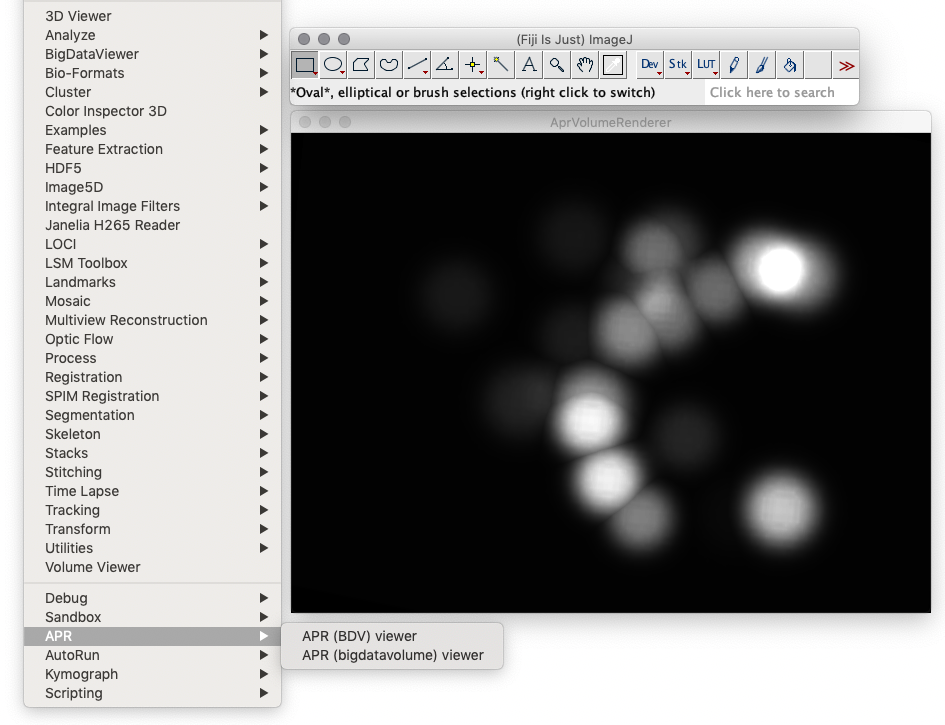 3D Viewer
Analyze
BigDataViewer
Bio-Formats
Cluster
Color Inspector 3D
Examples
Feature Extraction
HDF5
Image5D
Integral Image Filters
Janelia H265 Reader
LOCI
LSM Toolbox
Landmarks
Mosaic
Multiview Reconstruction
Optic Flow
Process
Registration
SPIM Registration
Segmentation
Skeleton
Stacks
Stitching
Time Lapse
Tracking
Transform
Utilities
Volume Viewer
Debug
Sandbox
APR
AutoRun
Kymograph
Scripting
APR (BDV) viewer
APR (bigdatavolume) viewer
(Fiji Is Just) ImageJ
A Dev Stk LUT >>
*Oval*, elliptical or brush selections (right click to switch)
Click here to search
AprVolumeRenderer